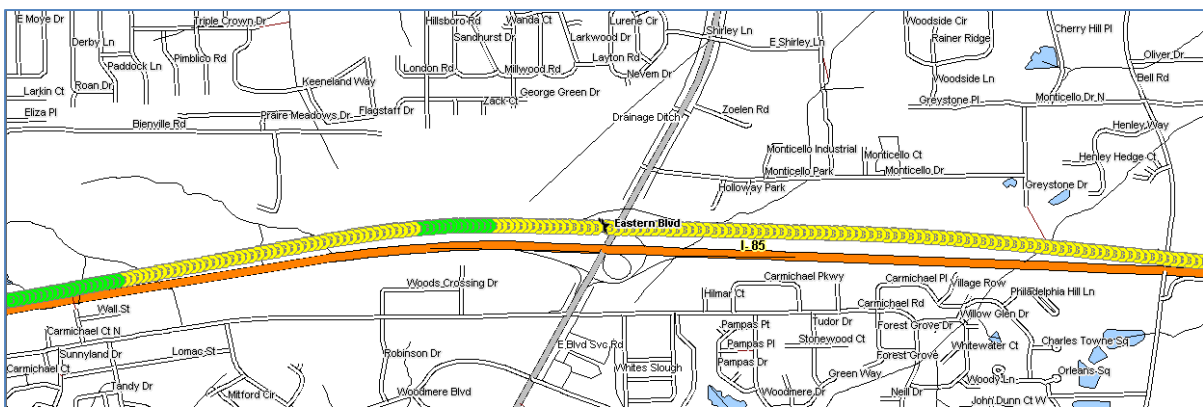 E Moye Dr
Triple Crown Dr
Hillsboro Rd
Wanda Ct
Lurene Cir
Shirley Ln
Woodside Cir
Cherry Hill Pl
Derby Ln
Sandhurst Dr
Larkwood Dr
E Shirley Ln
Rainer Ridge
Oliver Dr
Paddock Ln
Pimblico Rd
Layton Rd
London Rd
Millwood Rd
Nevern Dr
Woodside Ln
Bell Rd
Roan Dr
Keeneland Way
Larkin Ct
George Green Dr
Zack Ct
Greystone Pl
Monticello Dr N
Eliza Pl
Flagstaff Dr
Zoelen Rd
Praire Meadows Dr
Drainage Ditch
Bienville Rd
Henley Way
Monticello Industrial
Monticello Ct
Henley Hedge Ct
Monticello Park
Monticello Dr
Holloway Park
Greystone Dr
Eastern Blvd
I- 85
Woods Crossing Dr
Carmichael Pkwy
Carmichael Pl
Village Row
Hilmar Ct
Philadelphia Hill Ln
Wall St
Carmichael Rd
Carmichael Ct N
Pampas Pt
Tudor Dr
Forest Grove Dr
Willow Glen Dr
Stonewood Ct
Charles Towne Sq
Sunnyland Dr
Lomac St
Robinson Dr
E Blvd Svc Rd
Pampas Pl
Forest Grove
Whitewater Ct
Carmichael Ct
Whites Slough
Pampas Dr
Green Way
Orleans Sq
Tandy Dr
Mitford Cir
Woodmere Blvd
Woodmere Dr
Neill Dr
Woody Ln
John Dunn Ct W